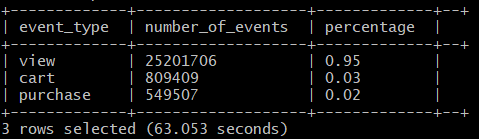 +-------------+-------------------+-------------+--+
| event_type | number_of_events | percentage |
+-------------+-------------------+-------------+--+
| view | 25201706 | 0.95
| cart | 809409 | 0.03
| purchase | 549507 | 0.02
+-------------+-------------------+-------------+--+
3 rows selected (63.053 seconds)